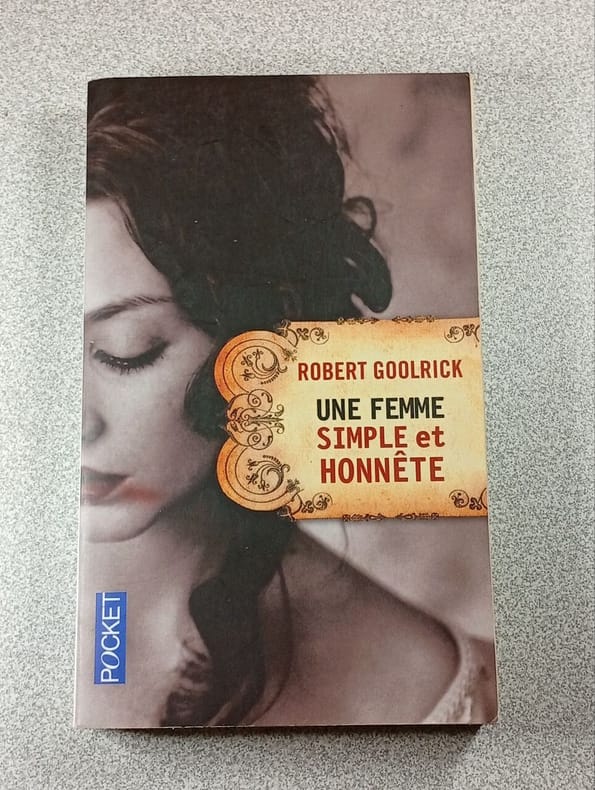 ROBERT GOOLRICK
UNE FEMME
SIMPLE et
HONNÊTE
POCKET